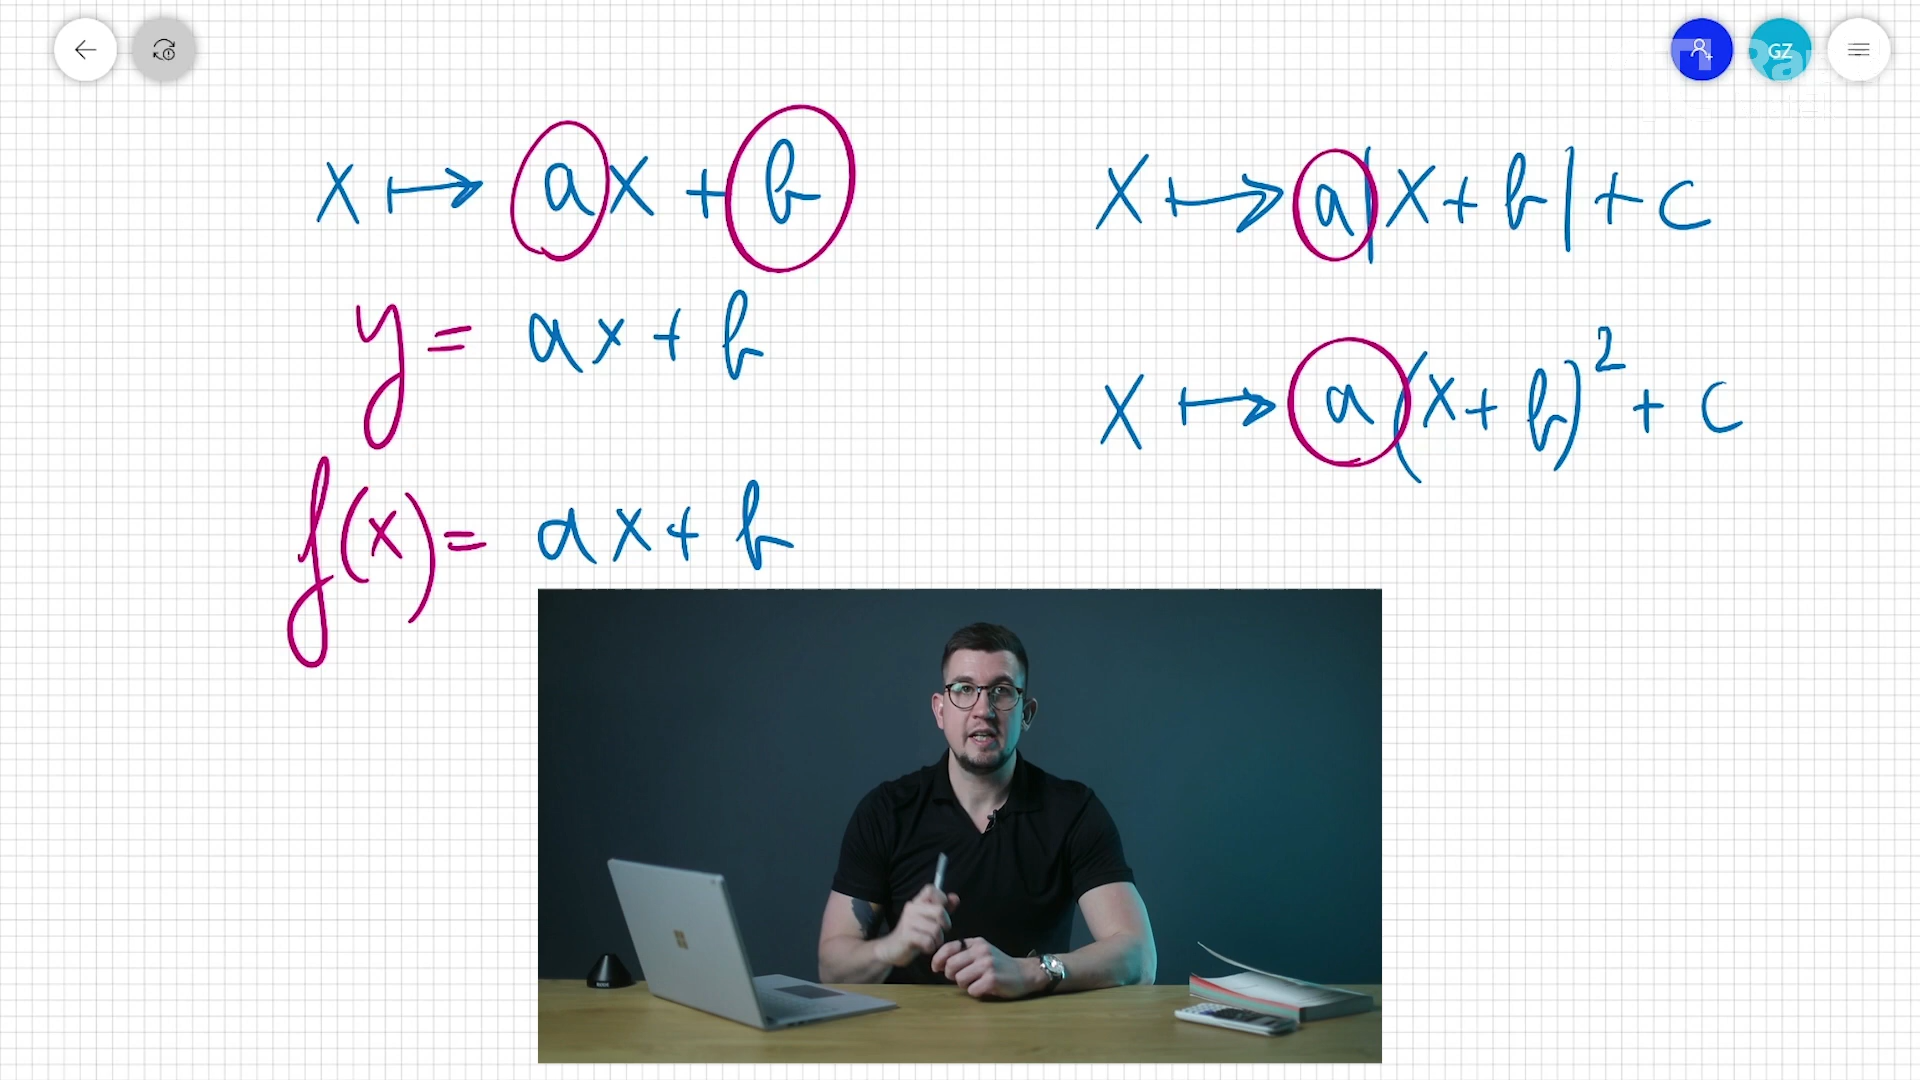 x ↦ ax + b
y = ax + b
f(x) = ax + b
x ↦ a|x + b| + c
x ↦ a(x + b)² + c
GZ